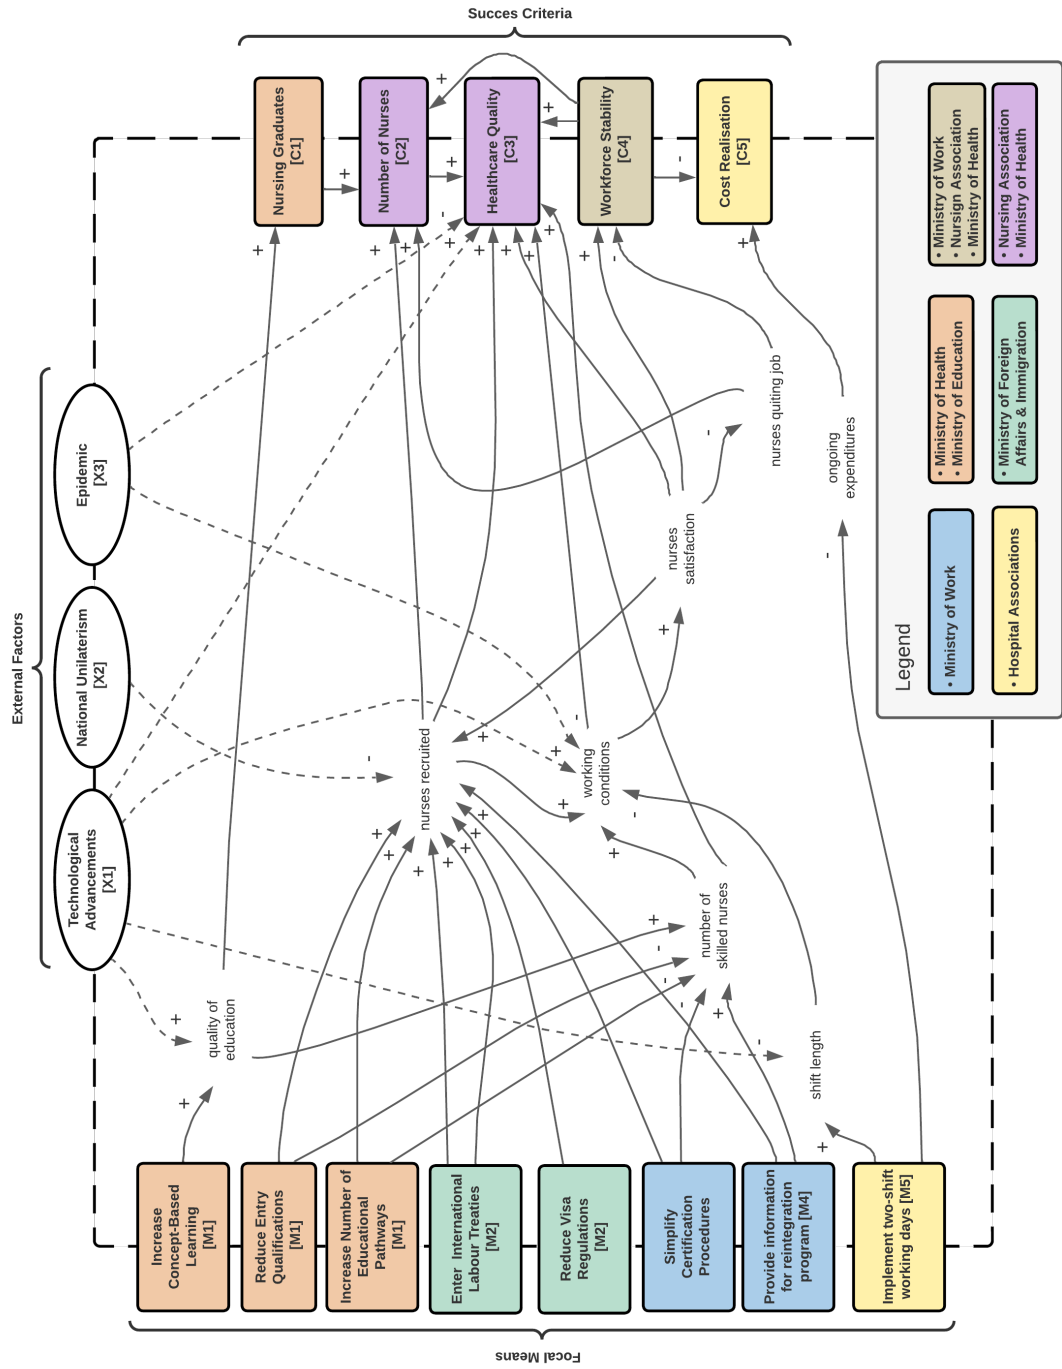 Succes Criteria
Nursing Graduates
[C1]
Number of Nurses
[C2]
Healthcare Quality
[C3]
Workforce Stability
[C4]
Cost Realisation
[C5]
External Factors
Technological
Advancements
[X1]
National Unilaterism
[X2]
Epidemic
[X3]
quality of
education
nurses recruited
working
conditions
nurses
satisfaction
nurses quiting job
ongoing
expenditures
number of
skilled nurses
shift length
Focal Means
Increase
Concept-Based
Learning
[M1]
Reduce Entry
Qualifications
[M1]
Increase Number of
Educational
Pathways
[M1]
Enter International
Labour Treaties
[M2]
Reduce Visa
Regulations
[M2]
Simplify
Certification
Procedures
Provide information
for reintegration
program [M4]
Implement two-shift
working days [M5]
Legend
• Ministry of Work
• Ministry of Health
• Ministry of Education
• Ministry of Work
• Nursign Association
• Ministry of Health
• Hospital Associations
• Ministry of Foreign
Affairs & Immigration
• Nursing Association
• Ministry of Health